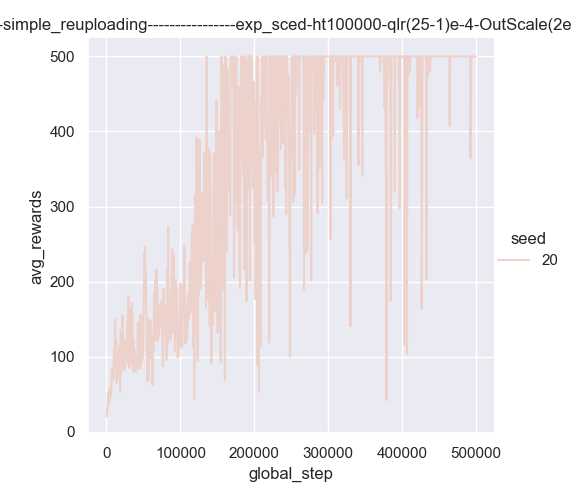 -simple_reuploading----------------exp_sced-ht100000-qlr(25-1)e-4-OutScale(2e
500
400
300
200
100
0
avg_rewards
0 100000 200000 300000 400000 500000
global_step
seed
20